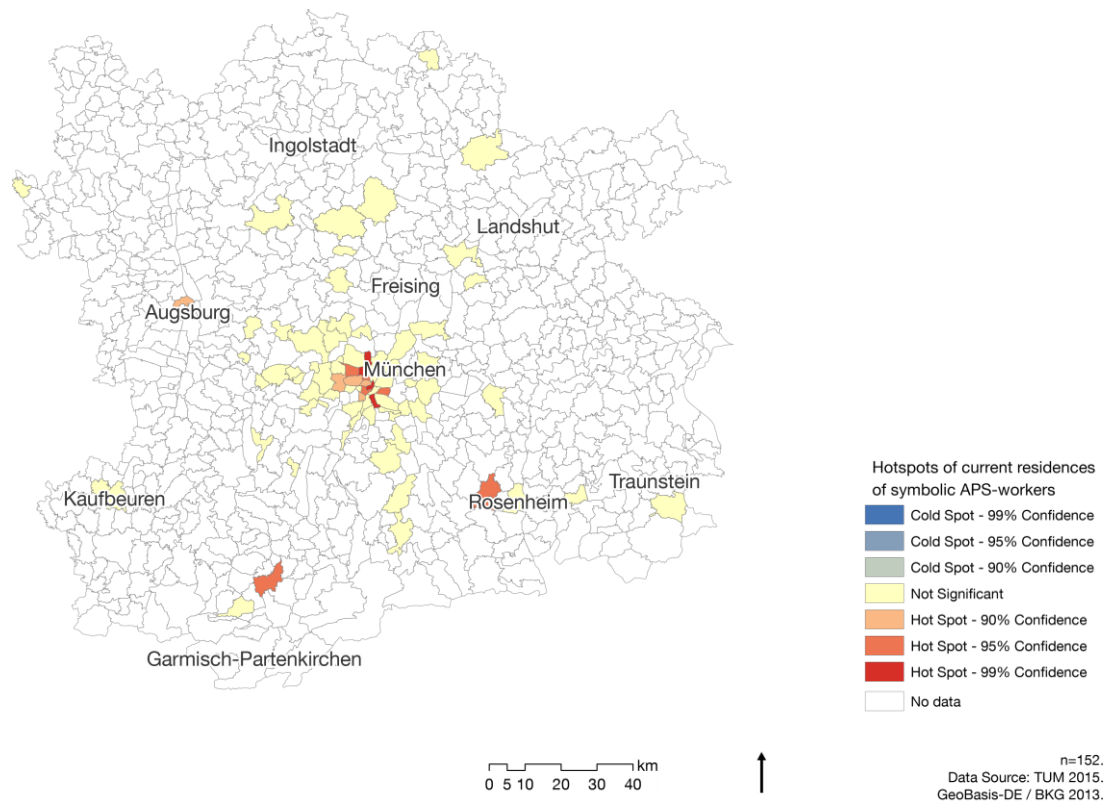 Ingolstadt
Landshut
Freising
Augsburg
München
Kaufbeuren
Rosenheim
Traunstein
Garmisch-Partenkirchen
Hotspots of current residences
of symbolic APS-workers
Cold Spot - 99% Confidence
Cold Spot - 95% Confidence
Cold Spot - 90% Confidence
Not Significant
Hot Spot - 90% Confidence
Hot Spot - 95% Confidence
Hot Spot - 99% Confidence
No data
km
0 5 10 20 30 40
n=152.
Data Source: TUM 2015.
GeoBasis-DE / BKG 2013.